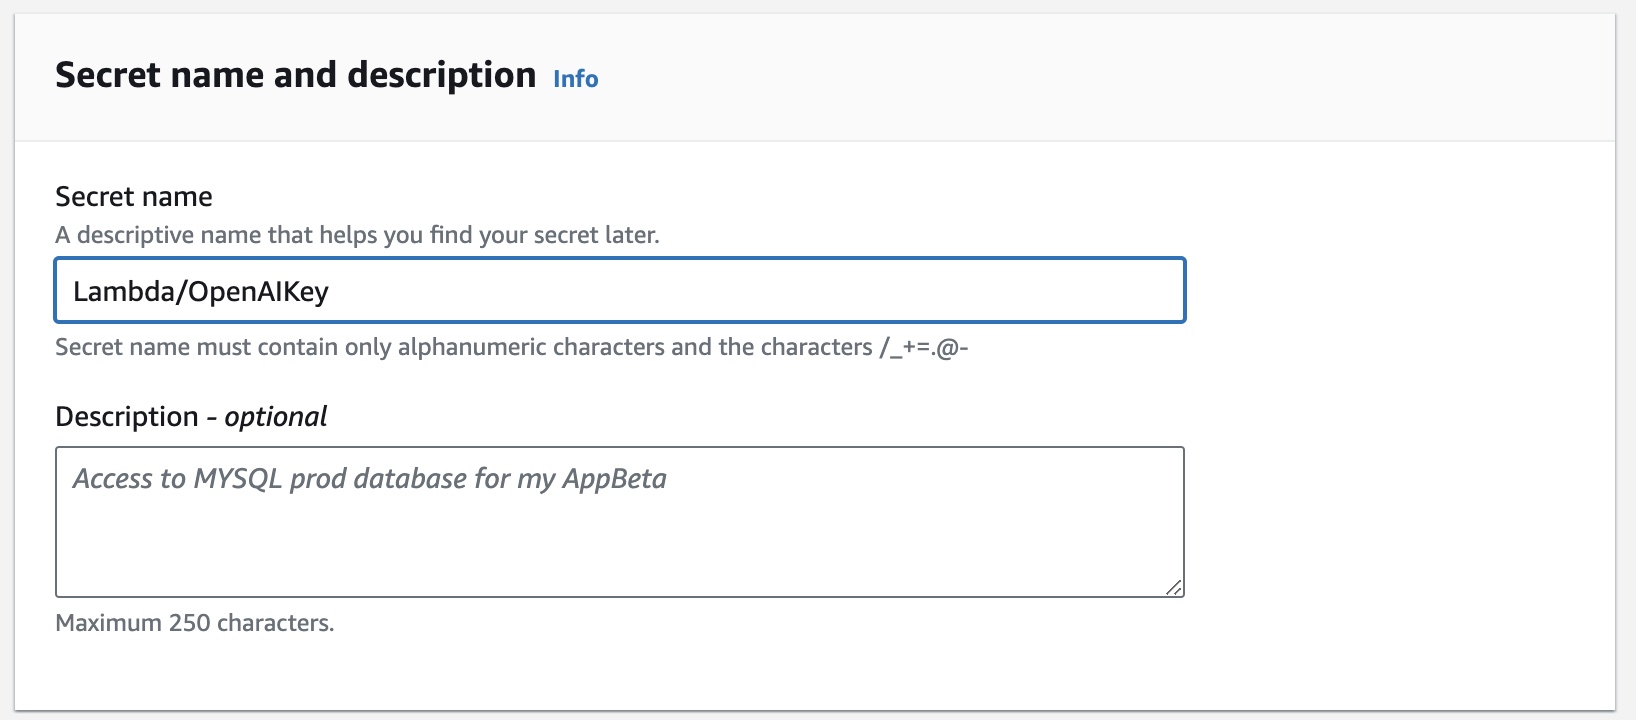 Secret name and description Info
Secret name
A descriptive name that helps you find your secret later.
Lambda/OpenAIKey
Secret name must contain only alphanumeric characters and the characters /_+=.@-
Description - optional
Access to MYSQL prod database for my AppBeta
Maximum 250 characters.